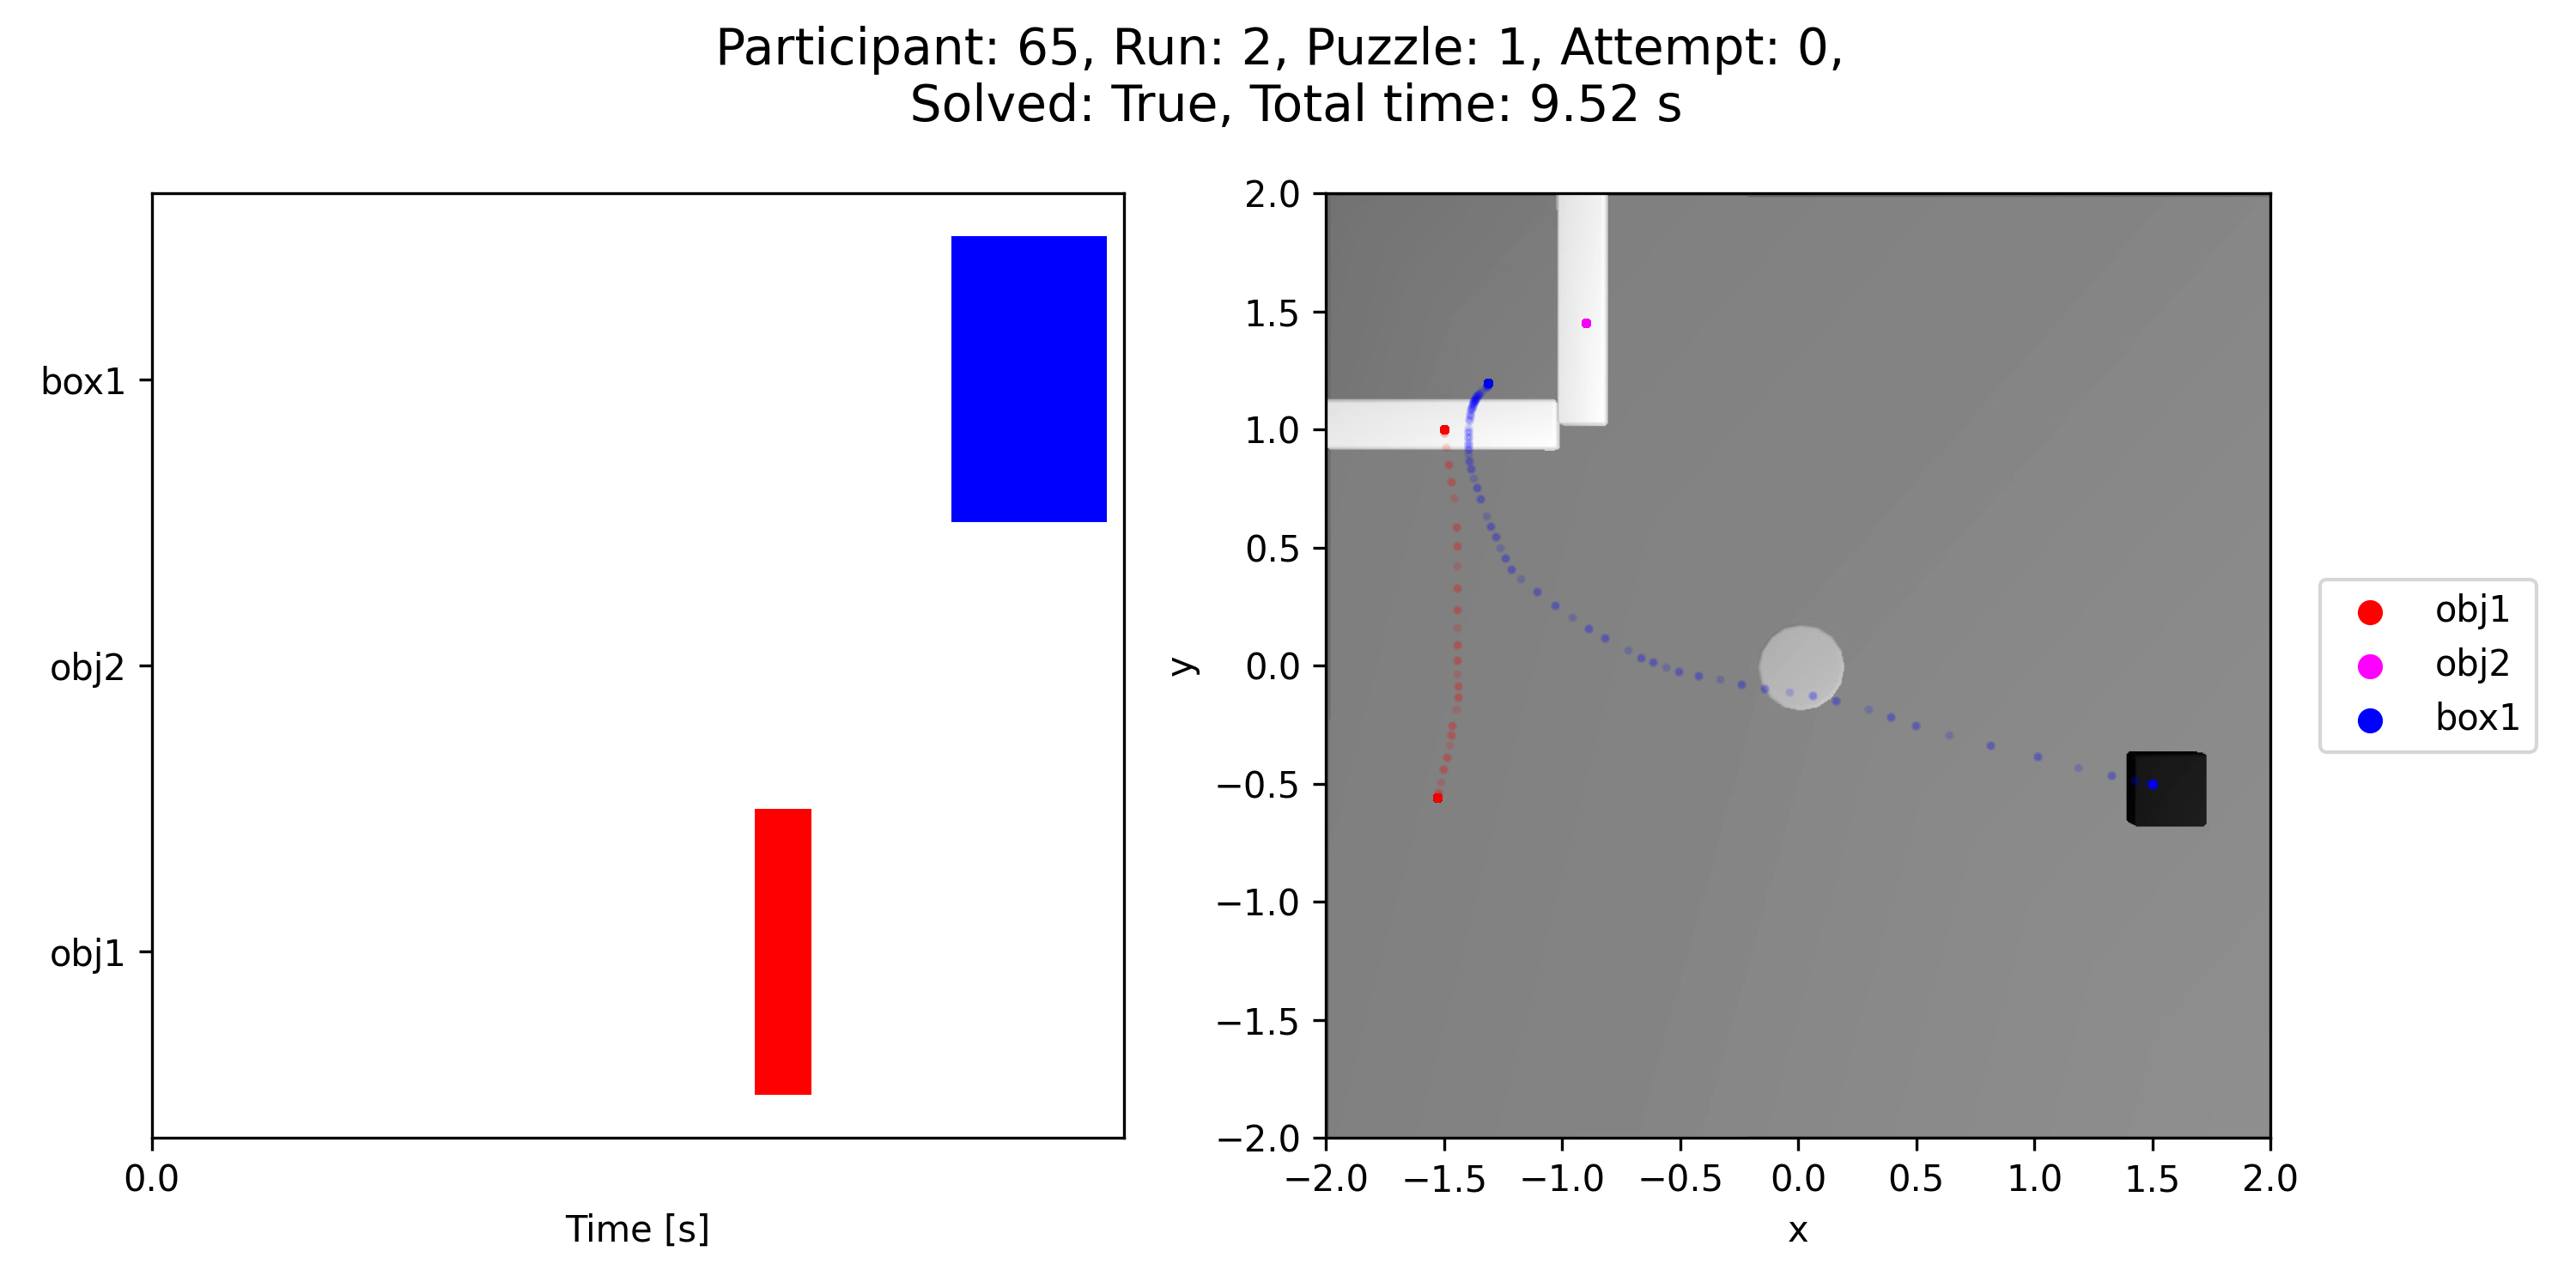 Participant: 65, Run: 2, Puzzle: 1, Attempt: 0,
Solved: True, Total time: 9.52 s
box1
obj2
obj1
0.0
Time [s]
2.0
1.5
1.0
0.5
0.0
−0.5
−1.0
−1.5
−2.0
y
−2.0 −1.5 −1.0 −0.5 0.0 0.5 1.0 1.5 2.0
x
obj1
obj2
box1